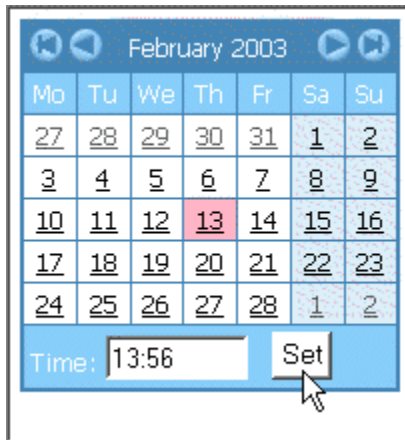 February 2003
Mo Tu We Th Fr Sa Su
27 28 29 30 31 1 2
3 4 5 6 7 8 9
10 11 12 13 14 15 16
17 18 19 20 21 22 23
24 25 26 27 28 1 2
Time: 13:56 Set